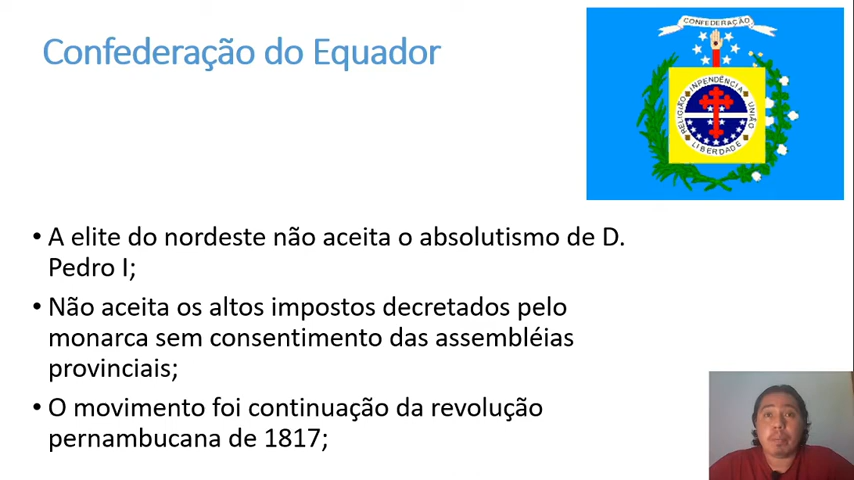 Confederação do Equador
CONFEDERAÇÃO
RELIGIÃO INPENDÊNCIA UNIÃO LIBERDADE
• A elite do nordeste não aceita o absolutismo de D.
Pedro I;
• Não aceita os altos impostos decretados pelo
monarca sem consentimento das assembléias
provinciais;
• O movimento foi continuação da revolução
pernambucana de 1817;